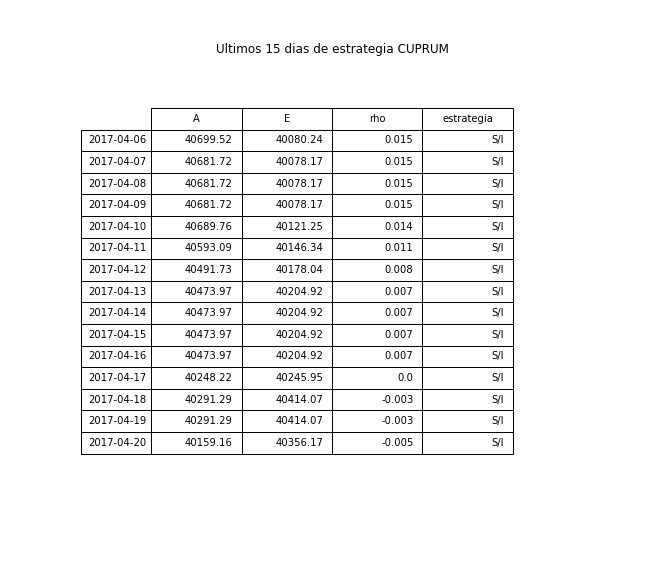 Ultimos 15 dias de estrategia CUPRUM
A E rho estrategia
2017-04-06 40699.52 40080.24 0.015 S/I
2017-04-07 40681.72 40078.17 0.015 S/I
2017-04-08 40681.72 40078.17 0.015 S/I
2017-04-09 40681.72 40078.17 0.015 S/I
2017-04-10 40689.76 40121.25 0.014 S/I
2017-04-11 40593.09 40146.34 0.011 S/I
2017-04-12 40491.73 40178.04 0.008 S/I
2017-04-13 40473.97 40204.92 0.007 S/I
2017-04-14 40473.97 40204.92 0.007 S/I
2017-04-15 40473.97 40204.92 0.007 S/I
2017-04-16 40473.97 40204.92 0.007 S/I
2017-04-17 40248.22 40245.95 0.0 S/I
2017-04-18 40291.29 40414.07 -0.003 S/I
2017-04-19 40291.29 40414.07 -0.003 S/I
2017-04-20 40159.16 40356.17 -0.005 S/I